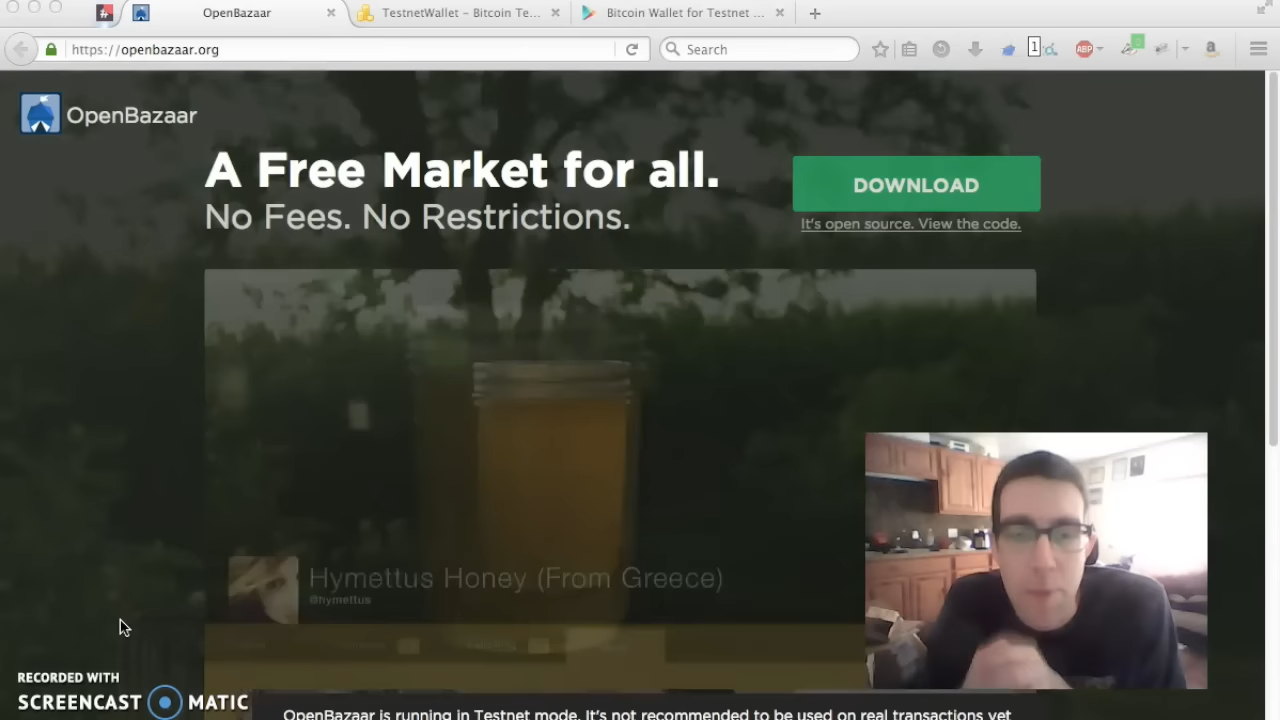 OpenBazaar
TestnetWallet – Bitcoin Te...
Bitcoin Wallet for Testnet ...
https://openbazaar.org
Search
1
ABP
a
OpenBazaar
A Free Market for all.
No Fees. No Restrictions.
DOWNLOAD
It's open source. View the code.
Hymettus Honey (From Greece)
@hymettus
RECORDED WITH
SCREENCAST MATIC
OpenBazaar is running in Testnet mode. It's not recommended to be used on real transactions yet